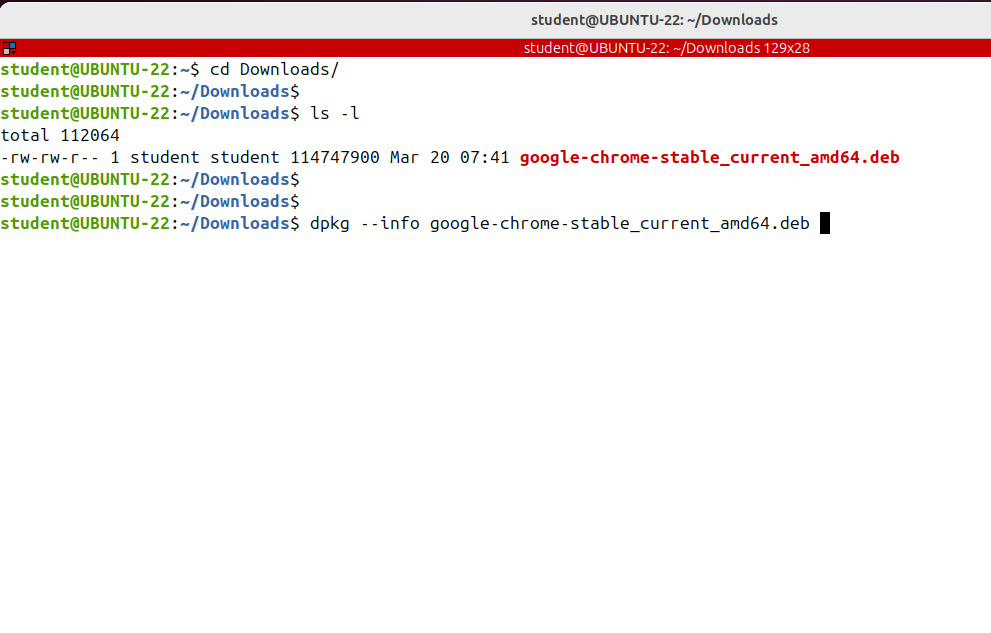 student@UBUNTU-22: ~/Downloads
student@UBUNTU-22: ~/Downloads 129x28
student@UBUNTU-22:~$ cd Downloads/
student@UBUNTU-22:~/Downloads$
student@UBUNTU-22:~/Downloads$ ls -l
total 112064
-rw-rw-r-- 1 student student 114747900 Mar 20 07:41 google-chrome-stable_current_amd64.deb
student@UBUNTU-22:~/Downloads$
student@UBUNTU-22:~/Downloads$
student@UBUNTU-22:~/Downloads$ dpkg --info google-chrome-stable_current_amd64.deb